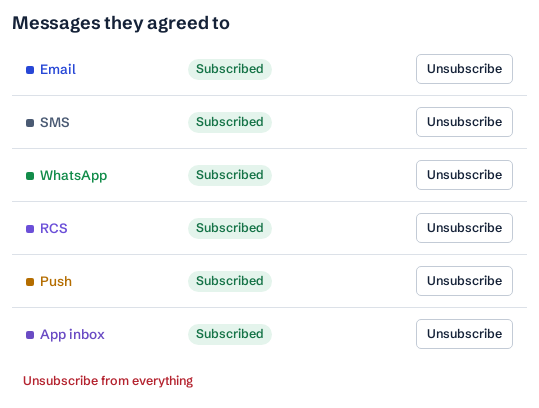 Messages they agreed to
Email Subscribed Unsubscribe
SMS Subscribed Unsubscribe
WhatsApp Subscribed Unsubscribe
RCS Subscribed Unsubscribe
Push Subscribed Unsubscribe
App inbox Subscribed Unsubscribe
Unsubscribe from everything